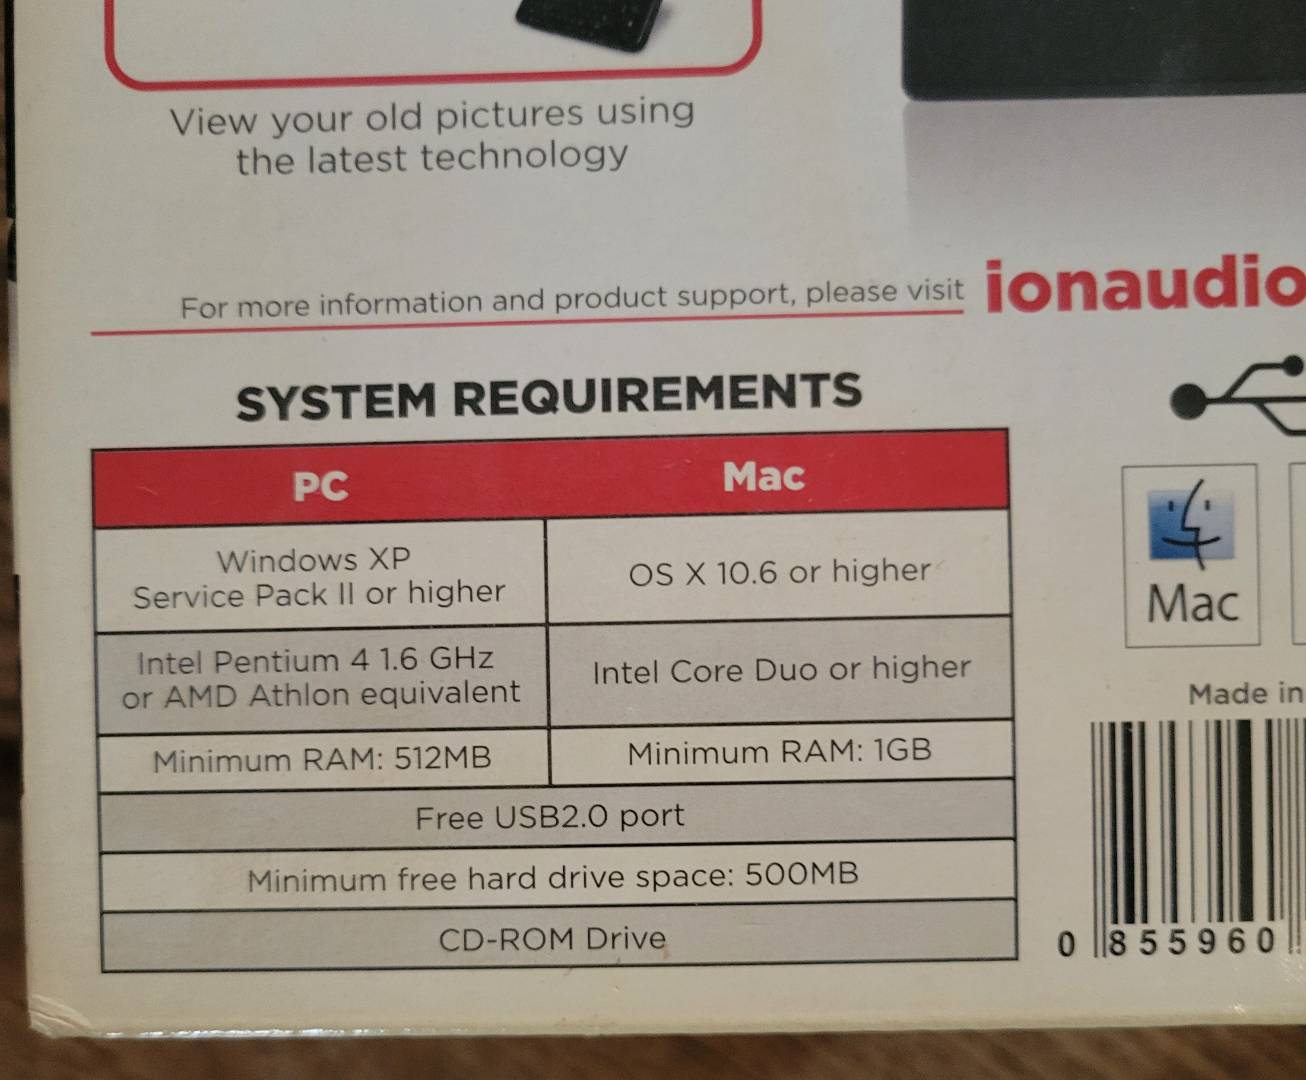 View your old pictures using
the latest technology
For more information and product support, please visit ionaudio
SYSTEM REQUIREMENTS
PC Mac
Windows XP
Service Pack II or higher
OS X 10.6 or higher
Intel Pentium 4 1.6 GHz
or AMD Athlon equivalent
Intel Core Duo or higher
Minimum RAM: 512MB
Minimum RAM: 1GB
Free USB2.0 port
Minimum free hard drive space: 500MB
CD-ROM Drive
Mac
Made in
0 855960